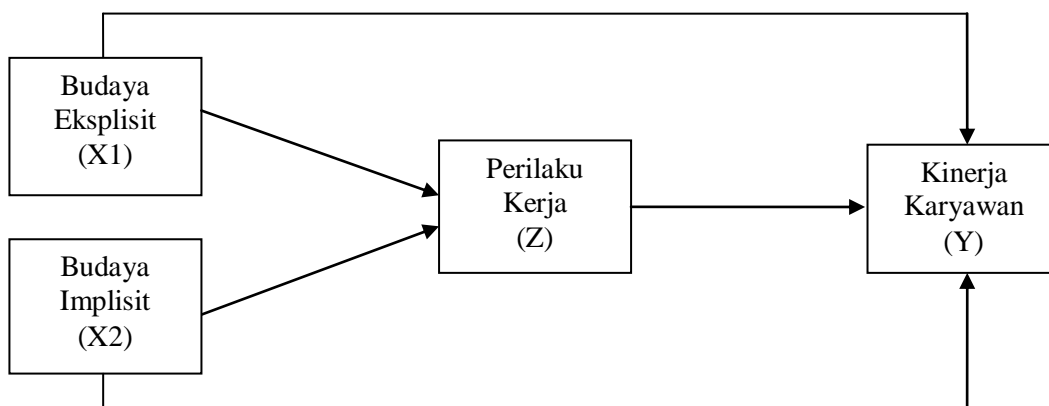 Budaya
Eksplisit
(X1)
Budaya
Implisit
(X2)
Perilaku
Kerja
(Z)
Kinerja
Karyawan
(Y)